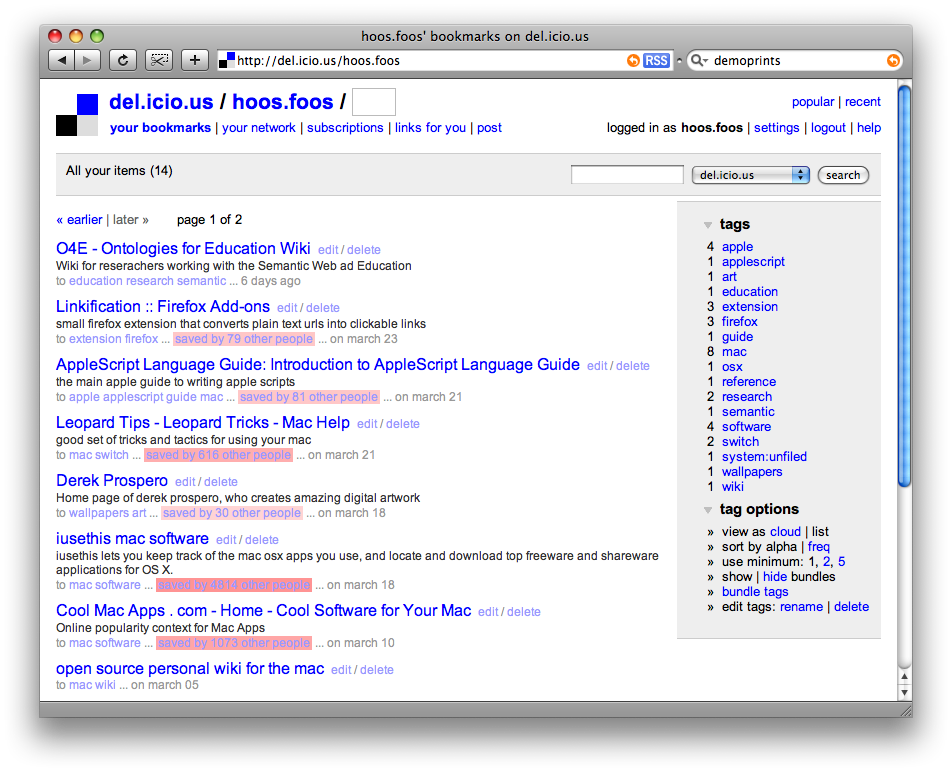 hoos.foos' bookmarks on del.icio.us
http://del.icio.us/hoos.foos RSS demoprints
del.icio.us / hoos.foos /
popular | recent
your bookmarks | your network | subscriptions | links for you | post
logged in as hoos.foos | settings | logout | help
All your items (14)
del.icio.us search
« earlier | later » page 1 of 2
O4E - Ontologies for Education Wiki edit / delete
Wiki for reserachers working with the Semantic Web ad Education
to education research semantic ... 6 days ago
Linkification :: Firefox Add-ons edit / delete
small firefox extension that converts plain text urls into clickable links
to extension firefox ... saved by 79 other people ... on march 23
AppleScript Language Guide: Introduction to AppleScript Language Guide edit / delete
the main apple guide to writing apple scripts
to apple applescript guide mac ... saved by 81 other people ... on march 21
Leopard Tips - Leopard Tricks - Mac Help edit / delete
good set of tricks and tactics for using your mac
to mac switch ... saved by 616 other people ... on march 21
Derek Prospero edit / delete
Home page of derek prospero, who creates amazing digital artwork
to wallpapers art ... saved by 30 other people ... on march 18
iusethis mac software edit / delete
iusethis lets you keep track of the mac osx apps you use, and locate and download top freeware and shareware
applications for OS X.
to mac software ... saved by 4814 other people ... on march 18
Cool Mac Apps . com - Home - Cool Software for Your Mac edit / delete
Online popularity context for Mac Apps
to mac software ... saved by 1073 other people ... on march 10
open source personal wiki for the mac edit / delete
to mac wiki ... on march 05
tags
4 apple
1 applescript
1 art
1 education
3 extension
3 firefox
1 guide
8 mac
1 osx
1 reference
2 research
1 semantic
4 software
2 switch
1 system:unfiled
1 wallpapers
1 wiki
tag options
» view as cloud | list
» sort by alpha | freq
» use minimum: 1, 2, 5
» show | hide bundles
» bundle tags
» edit tags: rename | delete